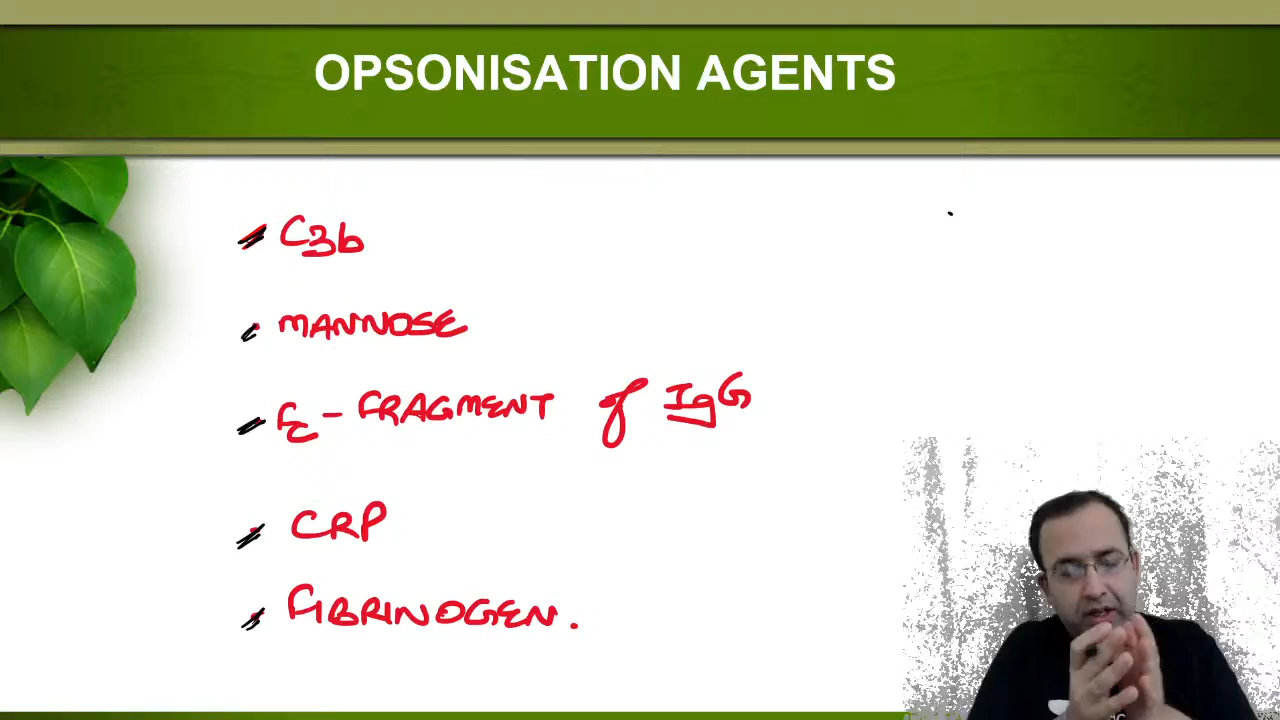 OPSONISATION AGENTS
C3b
MANNOSE
Fc - FRAGMENT of IgG
CRP
FIBRINOGEN.